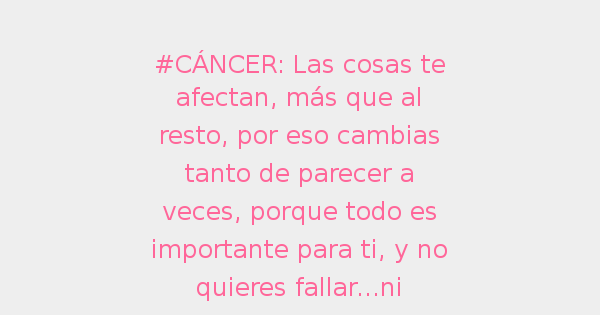 #CÁNCER: Las cosas te
afectan, más que al
resto, por eso cambias
tanto de parecer a
veces, porque todo es
importante para ti, y no
quieres fallar...ni